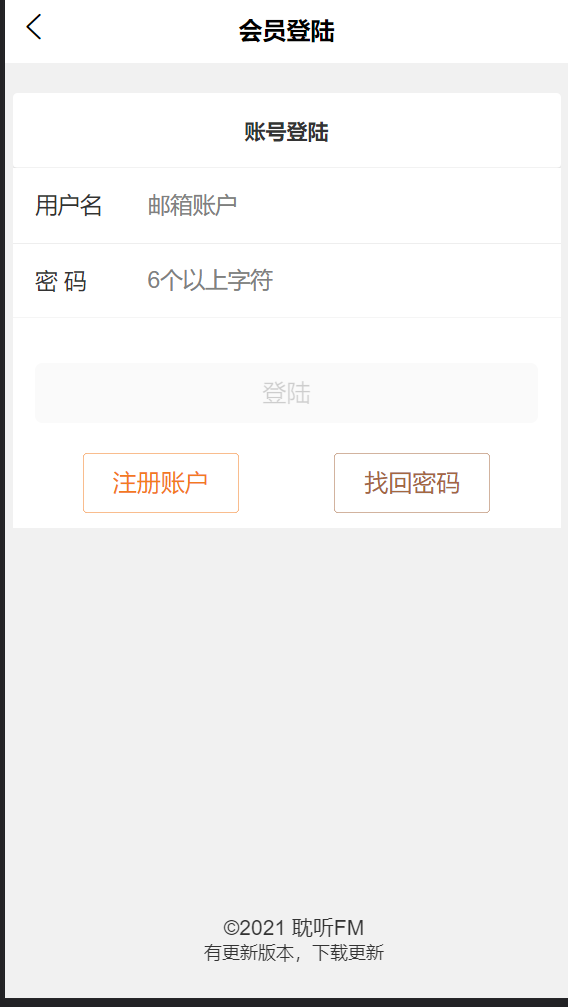 会员登陆
账号登陆
用户名 邮箱账户
密 码 6个以上字符
登陆
注册账户 找回密码
©2021 耽听FM
有更新版本，下载更新